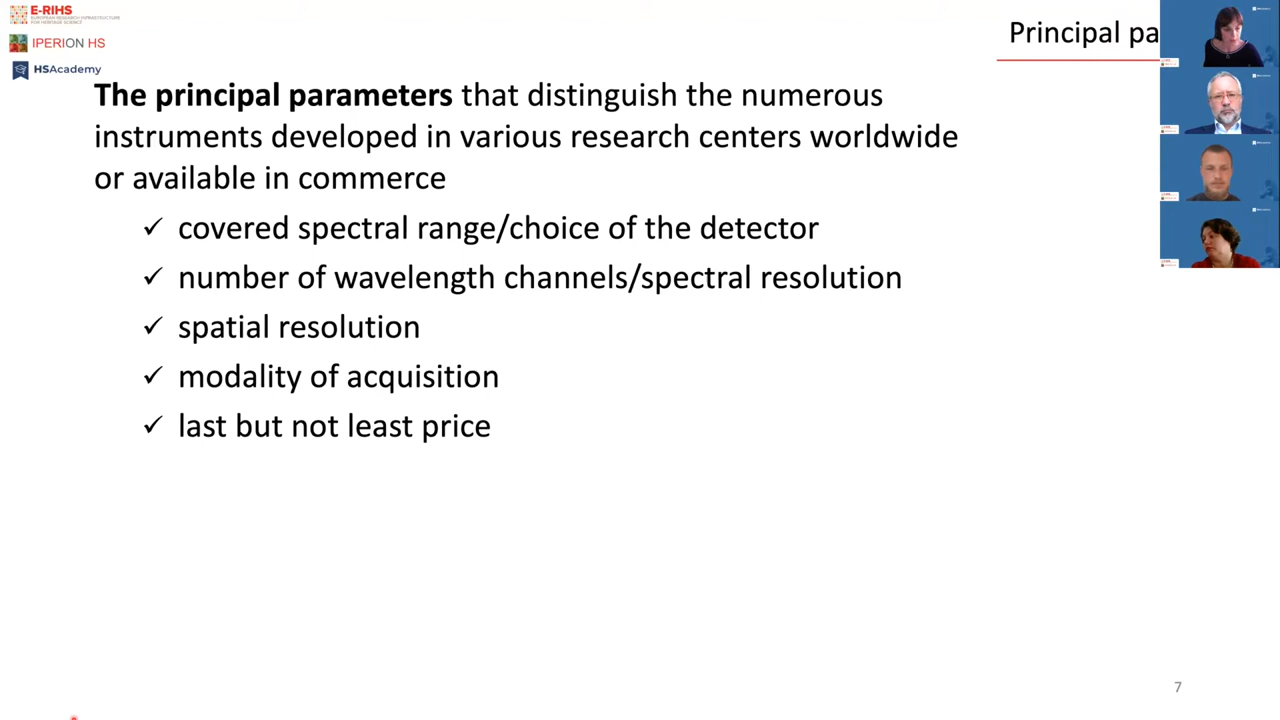 E-RIHS
EUROPEAN RESEARCH INFRASTRUCTURE
FOR HERITAGE SCIENCE
IPERION HS
HSAcademy
Principal pa
The principal parameters that distinguish the numerous
instruments developed in various research centers worldwide
or available in commerce
✓ covered spectral range/choice of the detector
✓ number of wavelength channels/spectral resolution
✓ spatial resolution
✓ modality of acquisition
✓ last but not least price
7